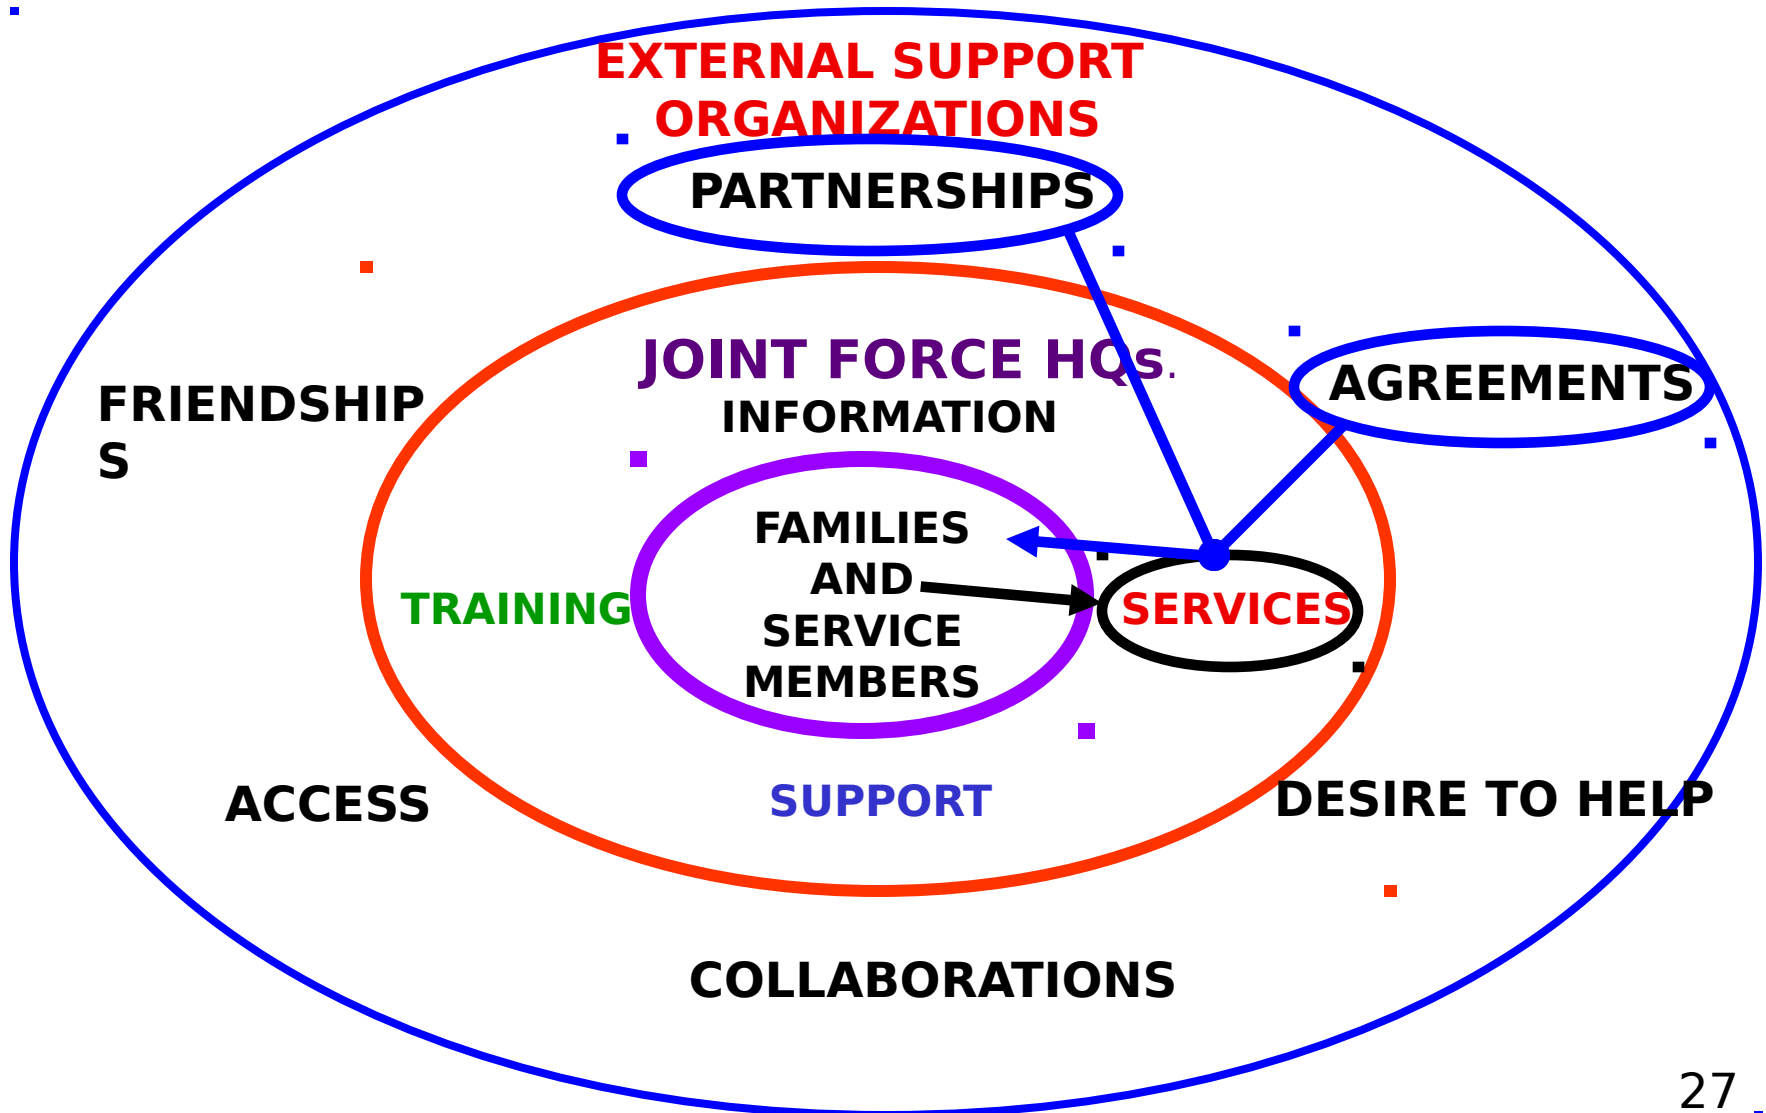 EXTERNAL SUPPORT
ORGANIZATIONS
PARTNERSHIPS
JOINT FORCE HQs.
AGREEMENTS
FRIENDSHIP
S
INFORMATION
FAMILIES
AND
SERVICE
MEMBERS
TRAINING
SERVICES
ACCESS
SUPPORT
DESIRE TO HELP
COLLABORATIONS
27